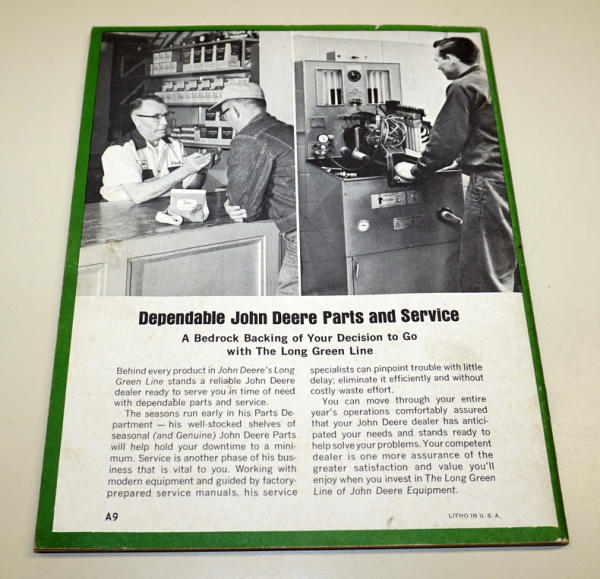 Dependable John Deere Parts and Service
A Bedrock Backing of Your Decision to Go
with The Long Green Line
Behind every product in John Deere's Long
Green Line stands a reliable John Deere
dealer ready to serve you in time of need
with dependable parts and service.
The seasons run early in his Parts De-
partment — his well-stocked shelves of
seasonal (and Genuine) John Deere Parts
will help hold your downtime to a mini-
mum. Service is another phase of his bus-
iness that is vital to you. Working with
modern equipment and guided by factory-
prepared service manuals, his service
specialists can pinpoint trouble with little
delay; eliminate it efficiently and without
costly waste effort.
You can move through your entire
year's operations comfortably assured
that your John Deere dealer has antici-
pated your needs and stands ready to
help solve your problems. Your competent
dealer is one more assurance of the
greater satisfaction and value you'll
enjoy when you invest in The Long Green
Line of John Deere Equipment.
A9
LITHO IN U. S. A.